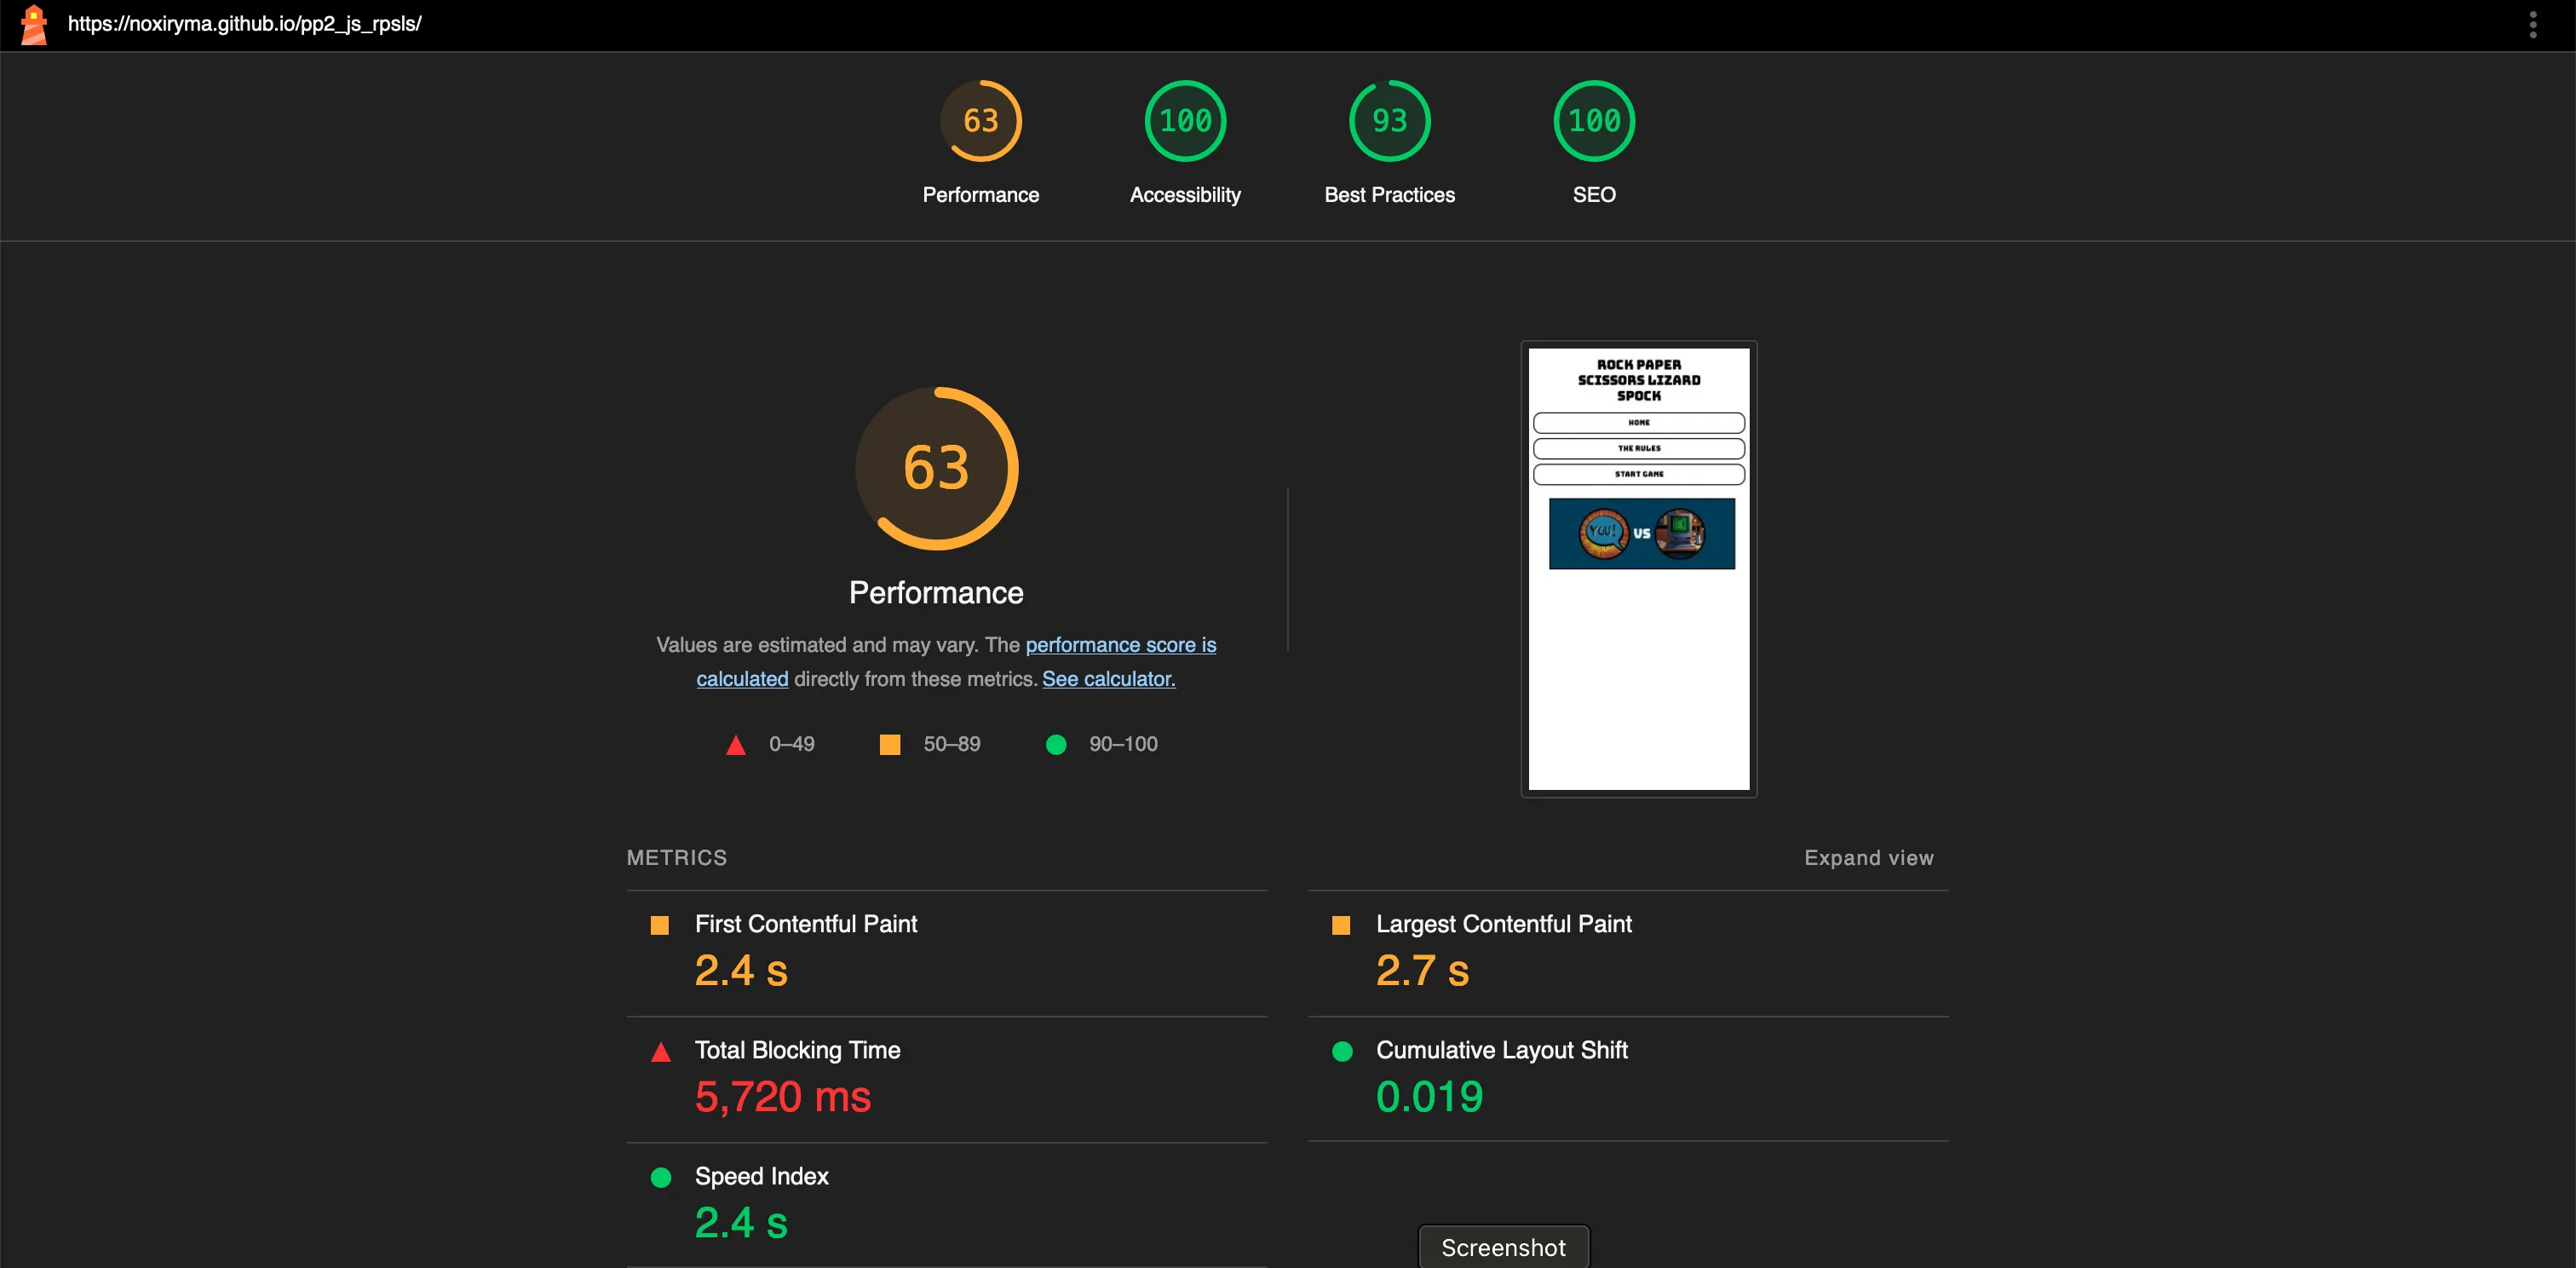 https://noxiryma.github.io/pp2_js_rpsls/
63
100
93
100
Performance
Accessibility
Best Practices
SEO
63
Performance
Values are estimated and may vary. The performance score is
calculated directly from these metrics. See calculator.
0–49
50–89
90–100
ROCK PAPER
SCISSORS LIZARD
SPOCK
HOME
THE RULES
START GAME
YOU!
VS
METRICS
Expand view
First Contentful Paint
2.4 s
Largest Contentful Paint
2.7 s
Total Blocking Time
5,720 ms
Cumulative Layout Shift
0.019
Speed Index
2.4 s
Screenshot